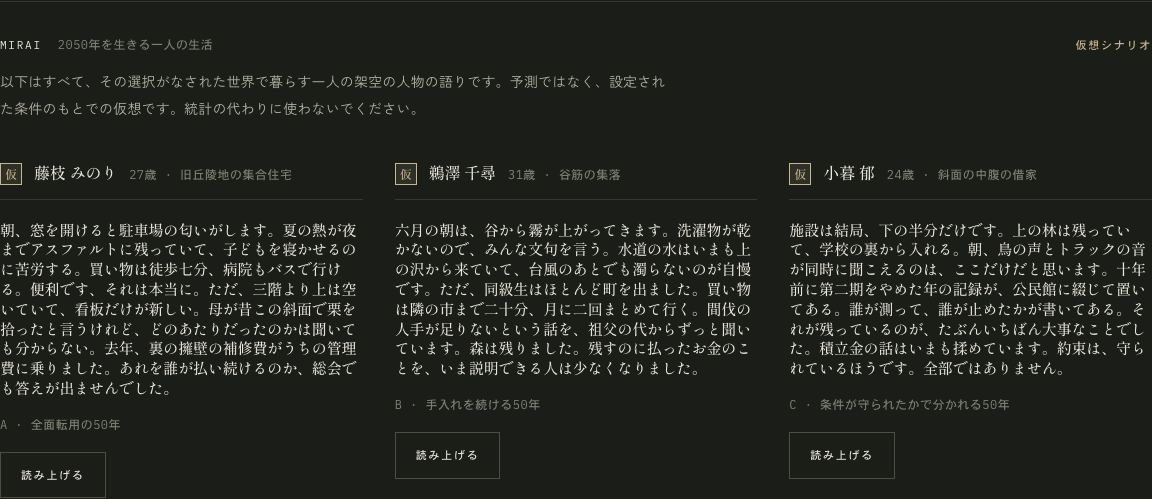 MIRAI 2050年を生きる一人の生活
仮想シナリオ
以下はすべて、その選択がなされた世界で暮らす一人の架空の人物の語りです。予測ではなく、設定され
た条件のもとでの仮想です。統計の代わりに使わないでください。
仮 藤枝 みのり 27歳 · 旧丘陵地の集合住宅
朝、窓を開けると駐車場の匂いがします。夏の熱が夜
までアスファルトに残っていて、子どもを寝かせるの
に苦労する。買い物は徒歩七分、病院もバスで行け
る。便利です、それは本当に。ただ、三階より上は空
いていて、看板だけが新しい。母が昔この斜面で栗を
拾ったと言うけれど、どのあたりだったのかは聞いて
も分からない。去年、裏の擁壁の補修費がうちの管理
費に乗りました。あれを誰が払い続けるのか、総会で
も答えが出ませんでした。
A · 全面転用の50年
読み上げる
仮 鵜澤 千尋 31歳 · 谷筋の集落
六月の朝は、谷から霧が上がってきます。洗濯物が乾
かないので、みんな文句を言う。水道の水はいまも上
の沢から来ていて、台風のあとでも濁らないのが自慢
です。ただ、同級生はほとんど町を出ました。買い物
は隣の市まで二十分、月に二回まとめて行く。間伐の
人手が足りないという話を、祖父の代からずっと聞い
ています。森は残りました。残すのに払ったお金のこ
とを、いま説明できる人は少なくなりました。
B · 手入れを続ける50年
読み上げる
仮 小暮 郁 24歳 · 斜面の中腹の借家
施設は結局、下の半分だけです。上の林は残ってい
て、学校の裏から入れる。朝、鳥の声とトラックの音
が同時に聞こえるのは、ここだけだと思います。十年
前に第二期をやめた年の記録が、公民館に綴じて置い
てある。誰が測って、誰が止めたかが書いてある。そ
れが残っているのが、たぶんいちばん大事なことでし
た。積立金の話はいまも揉めています。約束は、守ら
れているほうです。全部ではありません。
C · 条件が守られたかで分かれる50年
読み上げる